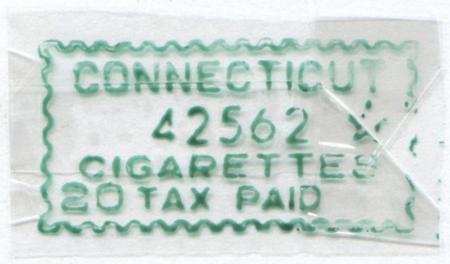 CONNECTICUT
42562
CIGARETTES
20 TAX PAID